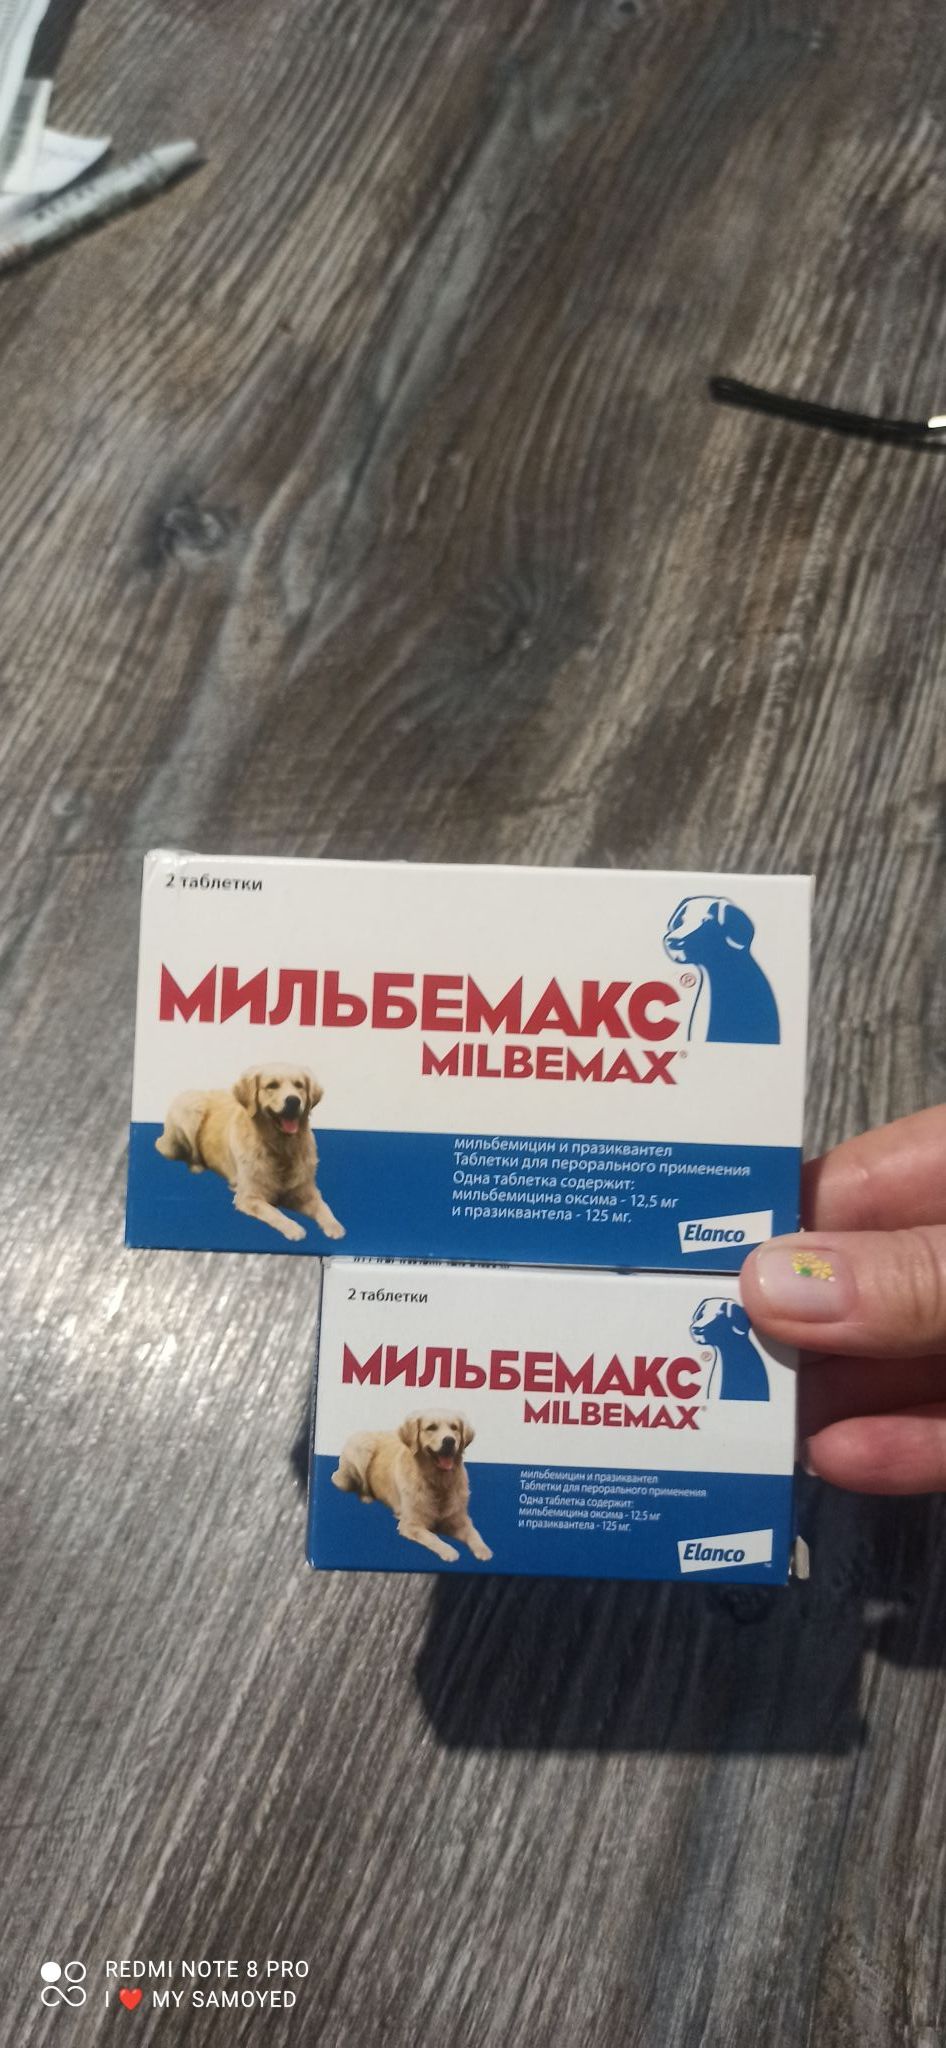 2 таблетки
МИЛЬБЕМАКС®
MILBEMAX®
мильбемицин и празиквантел
Таблетки для перорального применения
Одна таблетка содержит:
мильбемицина оксима - 12,5 мг
и празиквантела - 125 мг.
Elanco
2 таблетки
МИЛЬБЕМАКС®
MILBEMAX®
мильбемицин и празиквантел
Таблетки для перорального применения
Одна таблетка содержит:
мильбемицина оксима - 12,5 мг
и празиквантела - 125 мг.
Elanco™
REDMI NOTE 8 PRO
I ❤️ MY SAMOYED